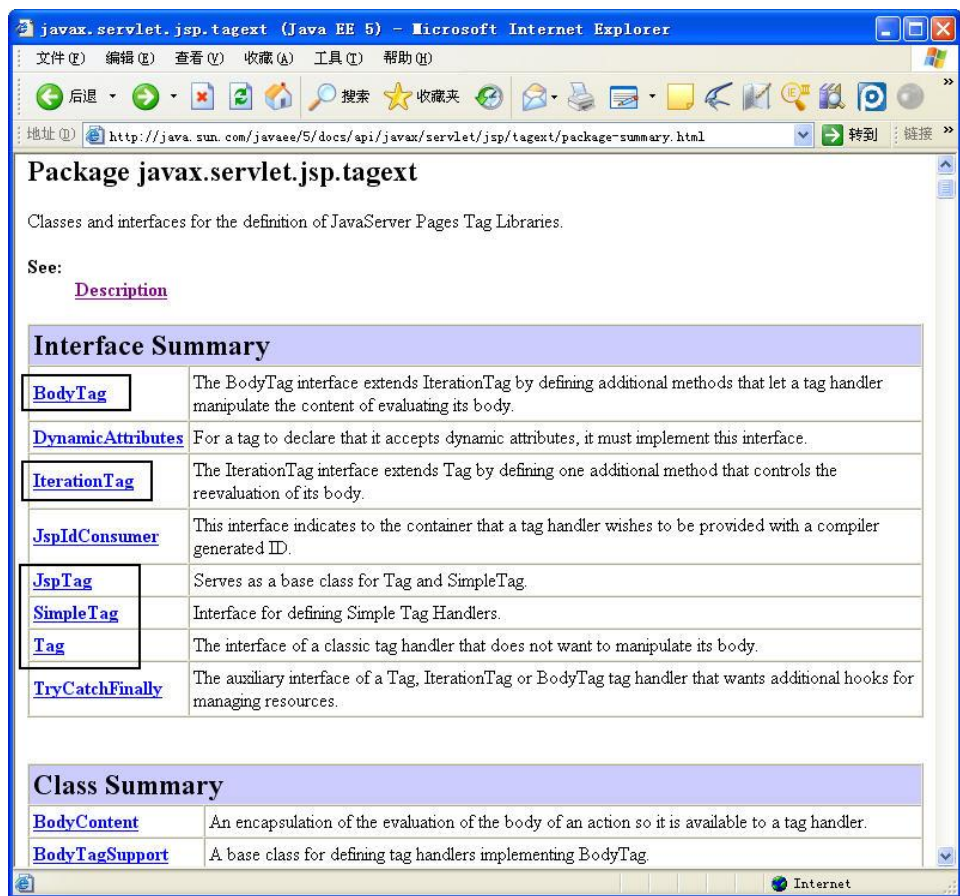 javax.servlet.jsp.tagext (Java EE 5) - Microsoft Internet Explorer
文件(F) 编辑(E) 查看(V) 收藏(A) 工具(T) 帮助(H)
后退 搜索 收藏夹 »
地址(D) http://java.sun.com/javaee/5/docs/api/javax/servlet/jsp/tagext/package-summary.html 转到 链接 »
Package javax.servlet.jsp.tagext
Classes and interfaces for the definition of JavaServer Pages Tag Libraries.
See:
Description
Interface Summary
BodyTag The BodyTag interface extends IterationTag by defining additional methods that let a tag handler
manipulate the content of evaluating its body.
DynamicAttributes For a tag to declare that it accepts dynamic attributes, it must implement this interface.
IterationTag The IterationTag interface extends Tag by defining one additional method that controls the
reevaluation of its body.
JspIdConsumer This interface indicates to the container that a tag handler wishes to be provided with a compiler
generated ID.
JspTag Serves as a base class for Tag and SimpleTag.
SimpleTag Interface for defining Simple Tag Handlers.
Tag The interface of a classic tag handler that does not want to manipulate its body.
TryCatchFinally The auxiliary interface of a Tag, IterationTag or BodyTag tag handler that wants additional hooks for
managing resources.
Class Summary
BodyContent An encapsulation of the evaluation of the body of an action so it is available to a tag handler.
BodyTagSupport A base class for defining tag handlers implementing BodyTag.
Internet